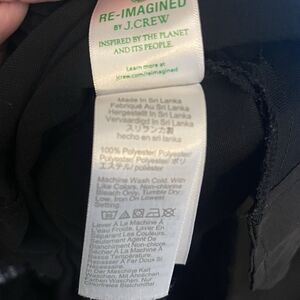 RE-IMAGINED
BY J.CREW
INSPIRED BY THE PLANET
AND ITS PEOPLE.
Learn more at
jcrew.com/reimagined
Made In Sri Lanka
Fabriqué Au Sri Lanka
Hergestellt In Sri Lanka
Vervaardigd In Sri Lanka
スリランカ製
hecho en sri lanka
100% Polyester/ Polyester/
Polyester/ Polyester/ ポリ
エステル/ poliéster
Machine Wash Cold. With
Like Colors. Non-chlorine
Bleach Only. Tumble Dry
Low. Iron On Lowest
Setting.
Laver À La Machine À
L'eau Froide. Laver En
Séparant Les Couleurs.
Seulement Agent De
Blanchiment Non-chloré.
Sécher À La Machine À
Basse Température.
Repasser À Fer Doux Si
Nécessaire.
In Der Maschine Kalt
Waschen. Mit Ähnlichen